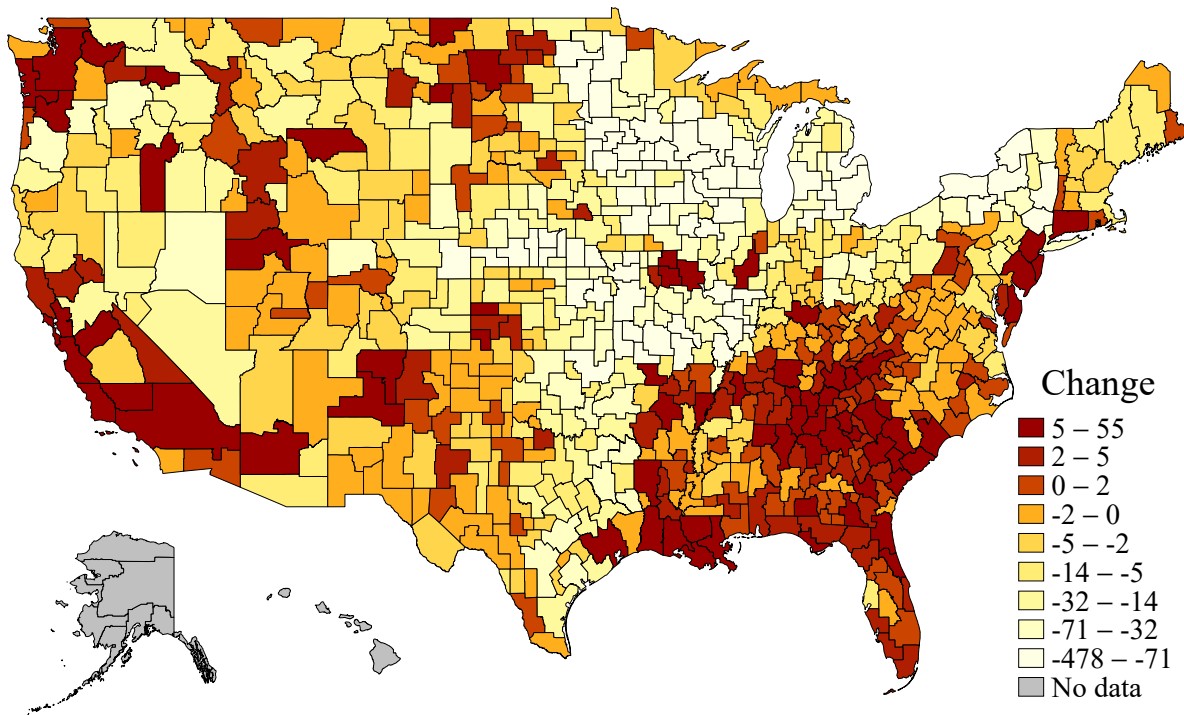 Change
5 – 55
2 – 5
0 – 2
-2 – 0
-5 – -2
-14 – -5
-32 – -14
-71 – -32
-478 – -71
No data